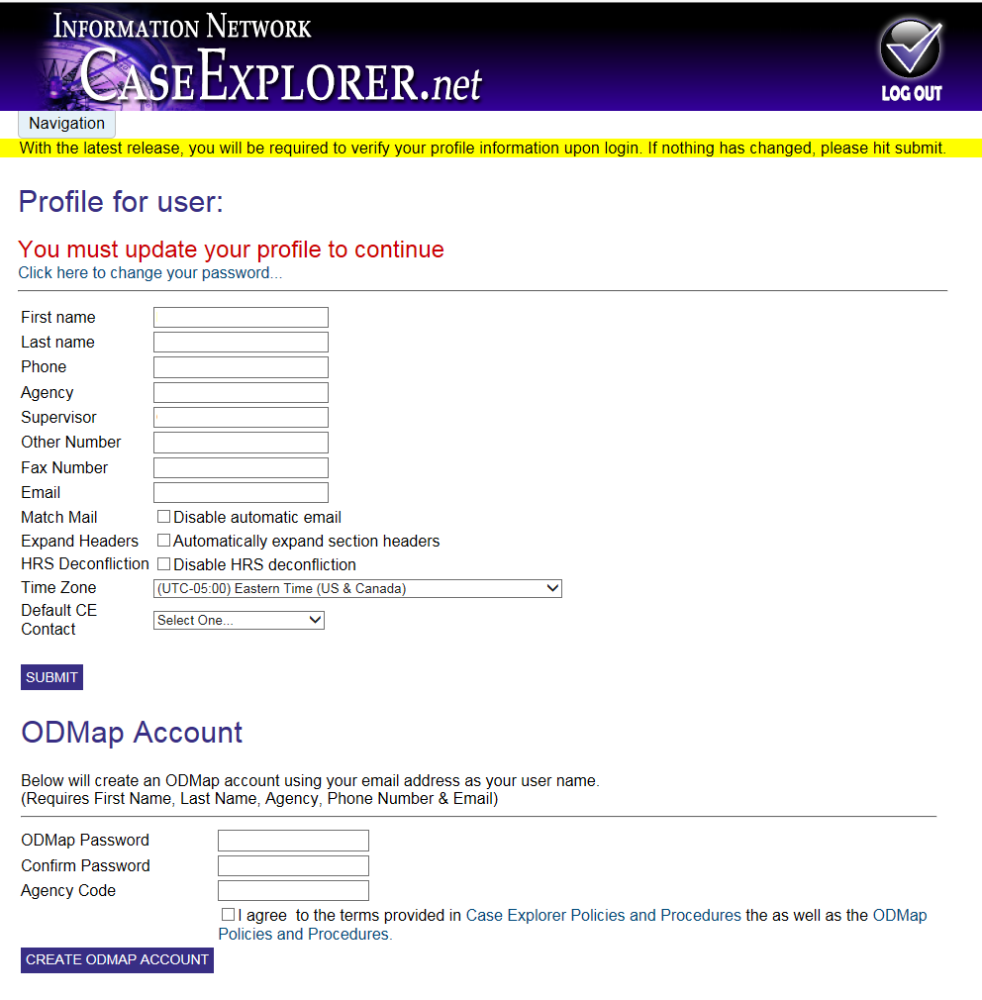 INFORMATION NETWORK
CASEEXPLORER.net
LOG OUT
Navigation
With the latest release, you will be required to verify your profile information upon login. If nothing has changed, please hit submit.
Profile for user:
You must update your profile to continue
Click here to change your password...
First name
Last name
Phone
Agency
Supervisor
Other Number
Fax Number
Email
Match Mail Disable automatic email
Expand Headers Automatically expand section headers
HRS Deconfliction Disable HRS deconfliction
Time Zone (UTC-05:00) Eastern Time (US & Canada)
Default CE
Contact Select One...
SUBMIT
ODMap Account
Below will create an ODMap account using your email address as your user name.
(Requires First Name, Last Name, Agency, Phone Number & Email)
ODMap Password
Confirm Password
Agency Code
I agree to the terms provided in Case Explorer Policies and Procedures the as well as the ODMap
Policies and Procedures.
CREATE ODMAP ACCOUNT